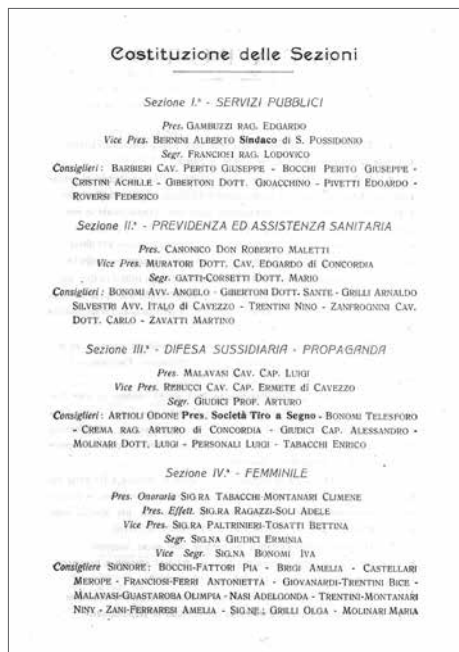 Costituzione delle Sezioni
Sezione I.ª - SERVIZI PUBBLICI
Pres. GAMBUZZI RAG. EDGARDO
Vice Pres. BERNINI ALBERTO Sindaco di S. POSSIDONIO
Segr. FRANCIOSI RAG. LODOVICO
Consiglieri: BARBIERI CAV. PERITO GIUSEPPE - BOCCHI PERITO GIUSEPPE -
CRISTINI ACHILLE - GIBERTONI DOTT. GIOACCHINO - PIVETTI EDOARDO -
ROVERSI FEDERICO
Sezione II.ª - PREVIDENZA ED ASSISTENZA SANITARIA
Pres. CANONICO DON ROBERTO MALETTI
Vice Pres. MURATORI DOTT. CAV. EDGARDO di CONCORDIA
Segr. GATTI-CORSETTI DOTT. MARIO
Consiglieri: BONOMI AVV. ANGELO - GIBERTONI DOTT. SANTE - GRILLI ARNALDO
SILVESTRI AVV. ITALO di CAVEZZO - TRENTINI NINO - ZANFROGNINI CAV.
DOTT. CARLO - ZAVATTI MARTINO
Sezione III.ª - DIFESA SUSSIDIARIA - PROPAGANDA
Pres. MALAVASI CAV. CAP. LUIGI
Vice Pres. REBUCCI CAV. CAP. ERMETE di CAVEZZO
Segr. GIUDICI PROF. ARTURO
Consiglieri: ARTIOLI ODONE Pres. Società Tiro a Segno - BONOMI TELESFORO
- CREMA RAG. ARTURO di CONCORDIA - GIUDICI CAP. ALESSANDRO -
MOLINARI DOTT. LUIGI - PERSONALI LUIGI - TABACCHI ENRICO
Sezione IV.ª - FEMMINILE
Pres. Onoraria SIG.RA TABACCHI-MONTANARI CLIMENE
Pres. Effett. SIG.RA RAGAZZI-SOLI ADELE
Vice Pres. SIG.RA PALTRINIERI-TOSATTI BETTINA
Segr. SIG.NA GIUDICI ERMINIA
Vice Segr. SIG.NA BONOMI IVA
Consigliere SIGNORE: BOCCHI-FATTORI PIA - BRIGI AMELIA - CASTELLARI
MEROPE - FRANCIOSI-FERRI ANTONIETTA - GIOVANARDI-TRENTINI BICE -
MALAVASI-GUASTAROBA OLIMPIA - NASI ADELGONDA - TRENTINI-MONTANARI
NINY - ZANI-FERRARESI AMELIA - SIG.NE: GRILLI OLGA - MOLINARI MARIA